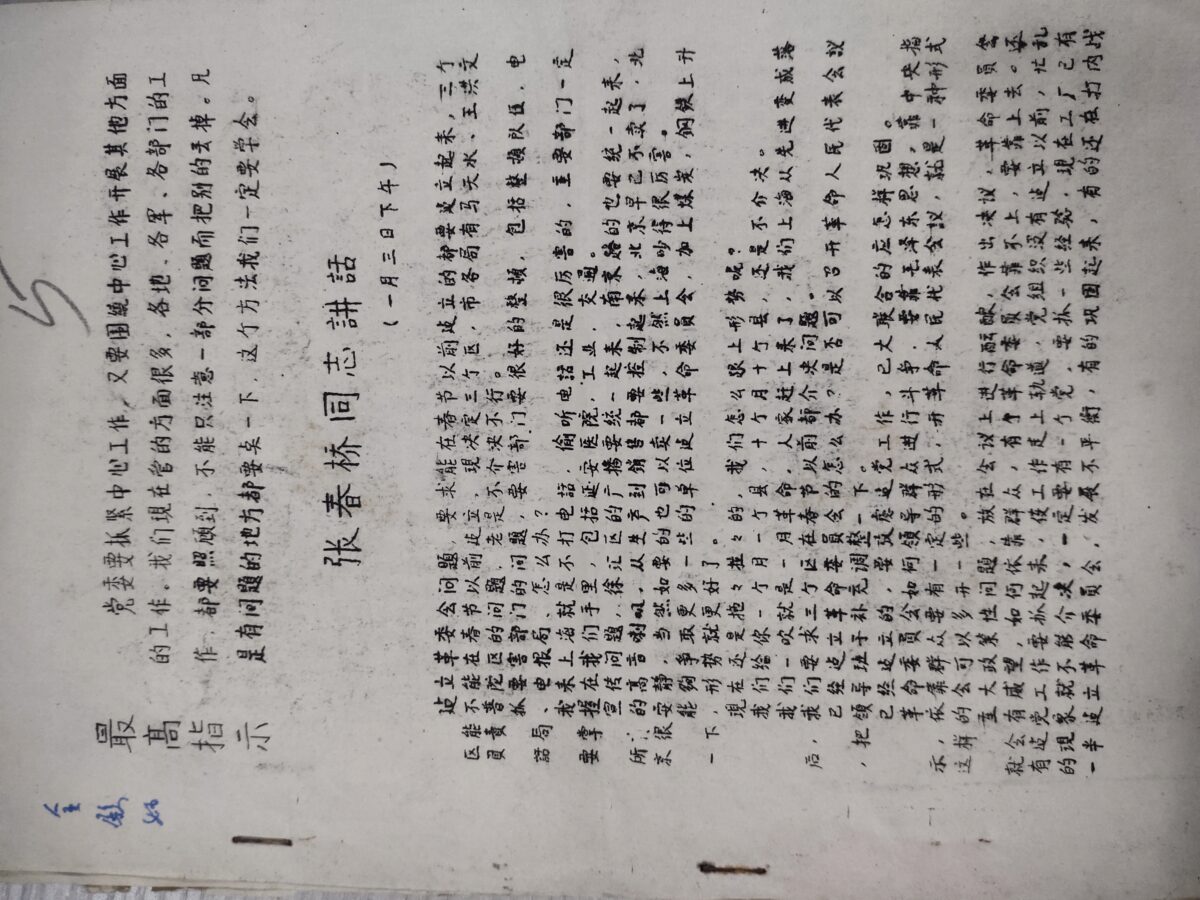 5
最高指示
党委要抓紧中心工作，又要围繞中心工作开展其他方面
的工作。我们現在管的方面很多，各地、各軍、各部门的工
作，都要照顾到，不能只注意一部分问題而把别的丢掉。凡
是有问題的地方都要点一下，这个方法我们一定要学会。
张春桥同志講話
（一月三日下午）
建立革委会问題，要求能在春节以前建立的都要建立起来，三个
区能不能在春节以前建立，現决定三个区，市各局有马天水、王洪文
負責普陀区的问題，老是不介决不行。
抓要害部门的问題，要害部门要很好的整頓，包括整頓队伍，电
話局、电报局、怎么办？
我来上海就是不打电話，偷听电話还是很厉害的，重要部门一定
要掌握在我们手里，包括延安医院，工业，交通。
宣传问題，徐汇区的广播要统一起来，南京路的也要统一起来，
所 的高音喇叭，从生产到销售都要控制起来，北京早已不卖了，北
京很安静，当然如要的也可以卖一些，不然上海吵得很厉害。
能夠争取更多一些的单位建立革命委員会，加上煤炭，钢铁上升
一下，形势就更好了。
現在还是拖々拉々的，我们怎么跟上形势呢？
我们给你一个月一个县，十个月十个县，还是不介决。
我们一吹就是一月革命，人家赶上来了，我们上海从先进变成落
后，我们要求三个区在春节以前都介决问題。
已经建立革命委員会的怎么办？是否可以召开革命人民代表会議
，把領导班子补充調整一下。
已经建立的，要考虑建党工作，已大联合的应怎样巩固。
革命委員会如何領导群众进行斗争，要靠毛泽东思想，靠中央指
示，依靠群众要有一定的形式，开革命人民代表会議，就是一种形式
这样的会可以多开一些。
重大政策性问題，放在会议上进行酝酿，作出决议，革命委員会
就会有威望，如何依靠群众，有个革命委員会靠不上，要靠上去。还
有建党工作要抓起来，使工作走上轨道，党组织没有建立以前，忙乱
的現象就不能介决，一定要有一个党，要抓一些经验，現在工厂已有
一半建立革命委員会，发展不平衡，有的巩固起来，有的还在打内战